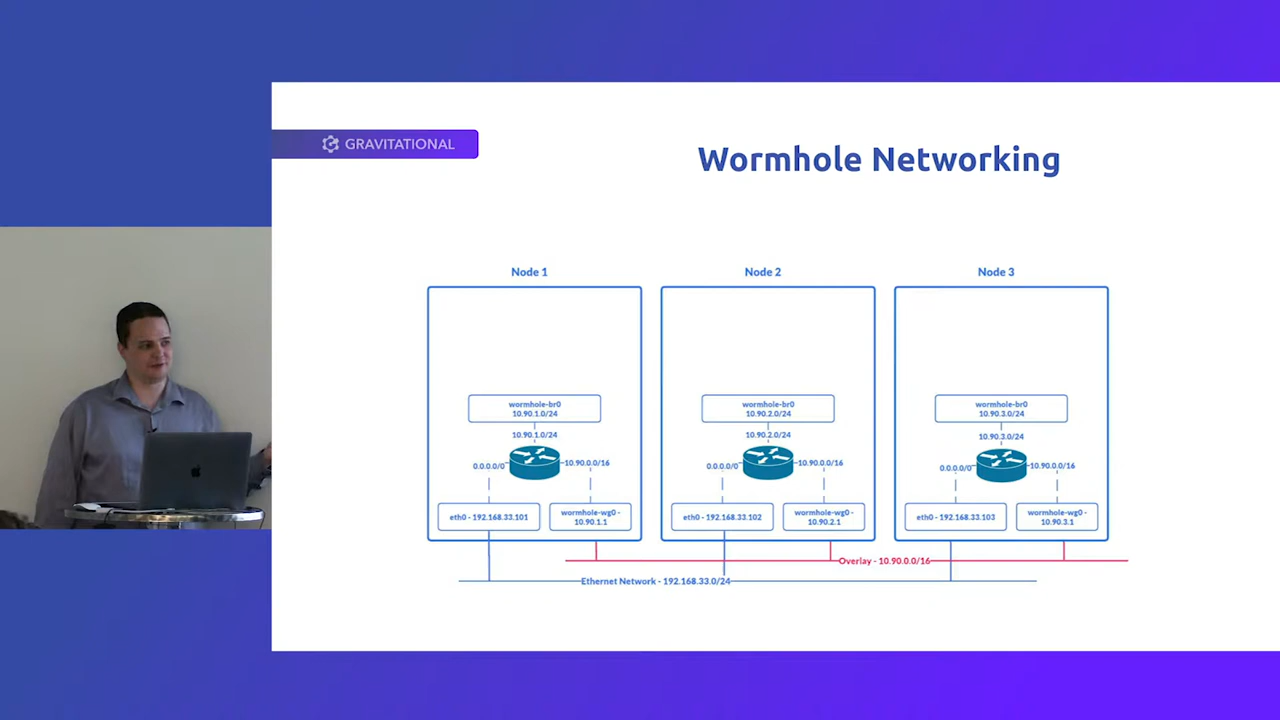 GRAVITATIONAL
Wormhole Networking
Node 1
Node 2
Node 3
wormhole-br0
10.90.1.0/24
wormhole-br0
10.90.2.0/24
wormhole-br0
10.90.3.0/24
10.90.1.0/24
10.90.2.0/24
10.90.3.0/24
0.0.0.0/0
10.90.0.0/16
0.0.0.0/0
10.90.0.0/16
0.0.0.0/0
10.90.0.0/16
eth0 - 192.168.33.101
wormhole-wg0 -
10.90.1.1
eth0 - 192.168.33.102
wormhole-wg0 -
10.90.2.1
eth0 - 192.168.33.103
wormhole-wg0 -
10.90.3.1
Overlay - 10.90.0.0/16
Ethernet Network - 192.168.33.0/24